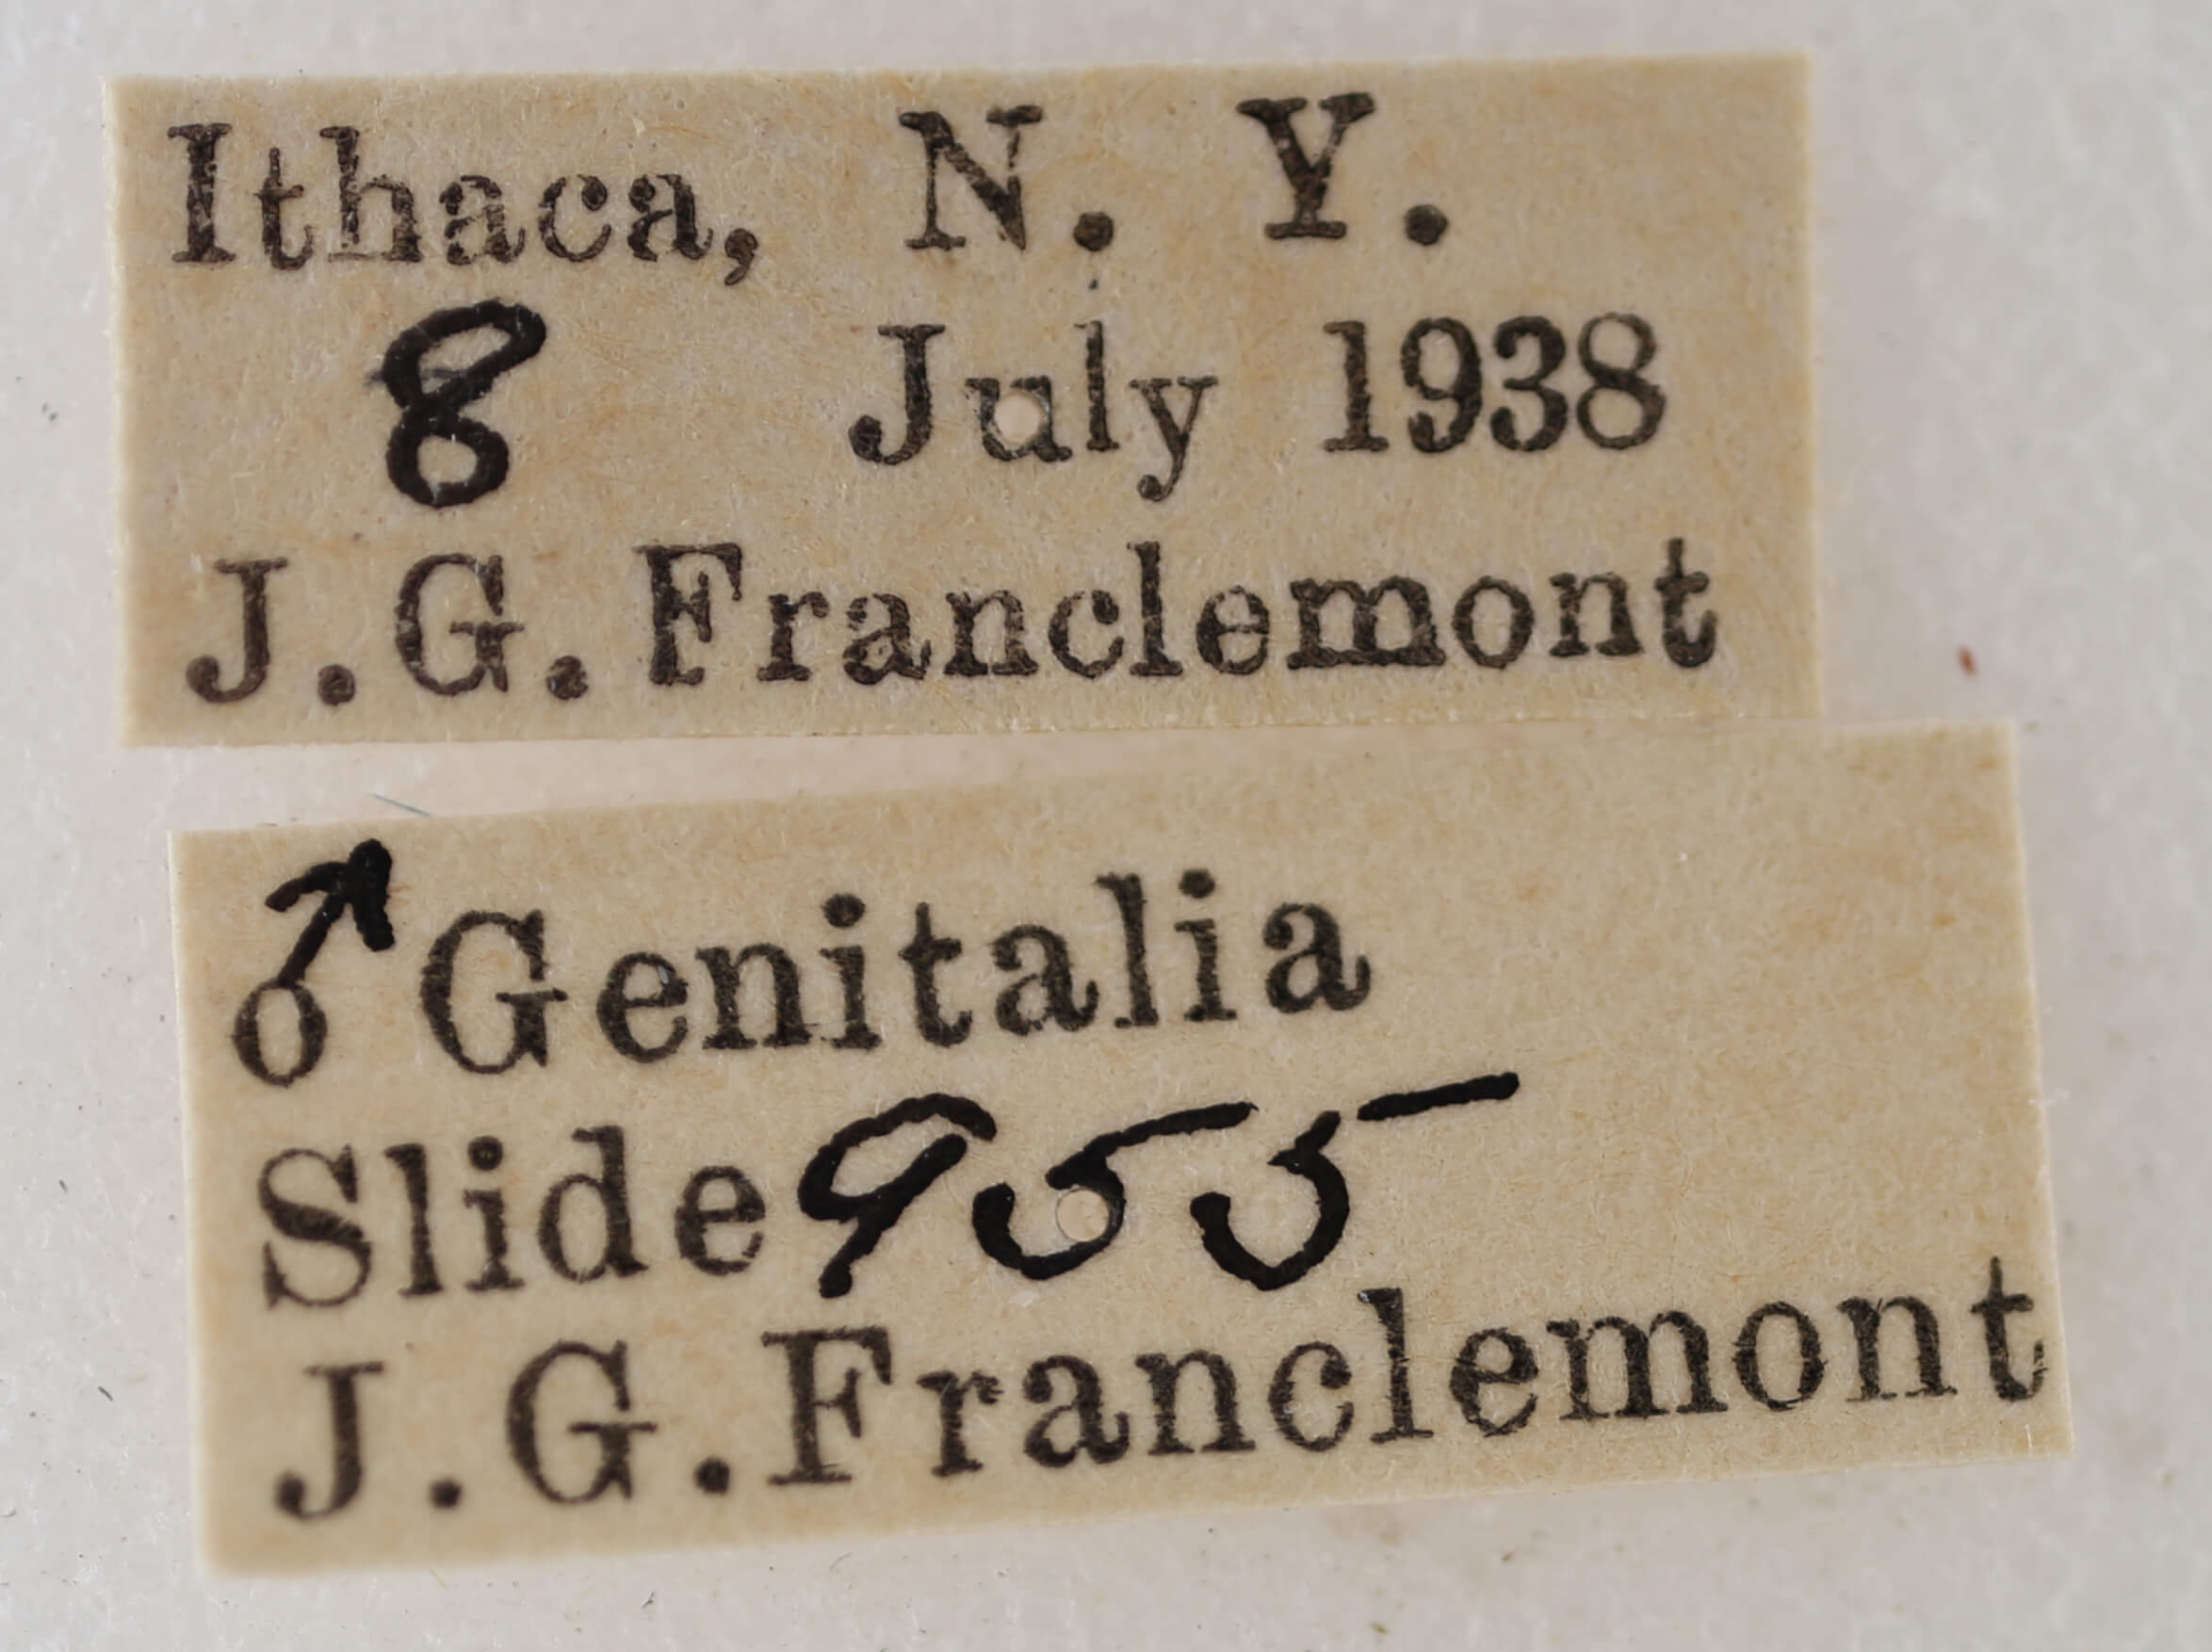 Ithaca, N. Y.
8 July 1938
J. G. Franclemont
♂ Genitalia
Slide 955
J. G. Franclemont